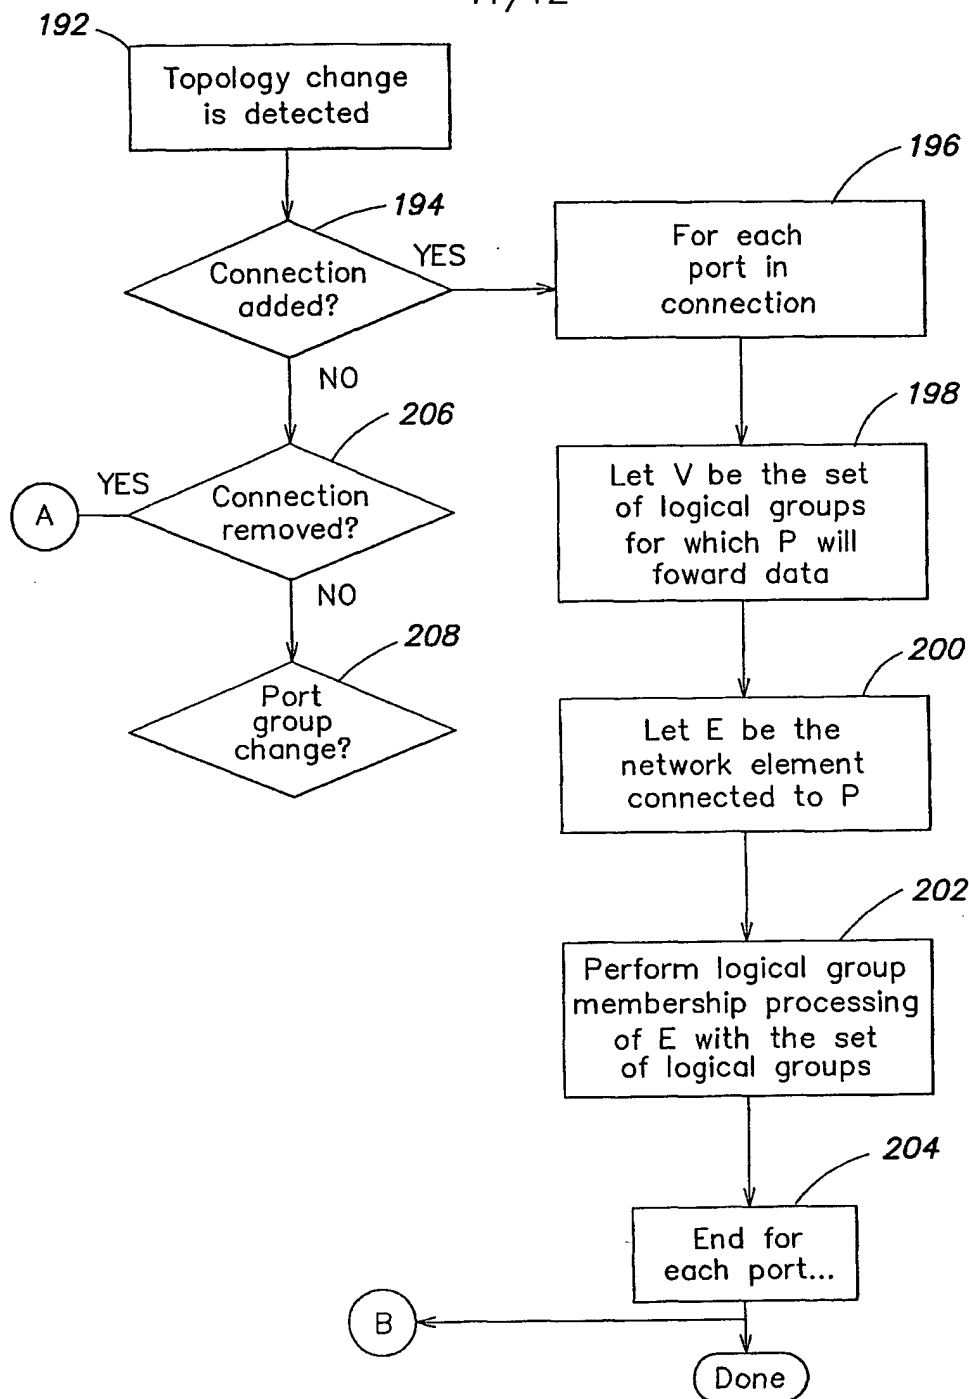 192
Topology change
is detected
194
Connection
added?
YES
NO
196
For each
port in
connection
206
Connection
removed?
YES
A
NO
198
Let V be the set
of logical groups
for which P will
foward data
208
Port
group
change?
200
Let E be the
network element
connected to P
202
Perform logical group
membership processing
of E with the set
of logical groups
204
End for
each port...
B
Done